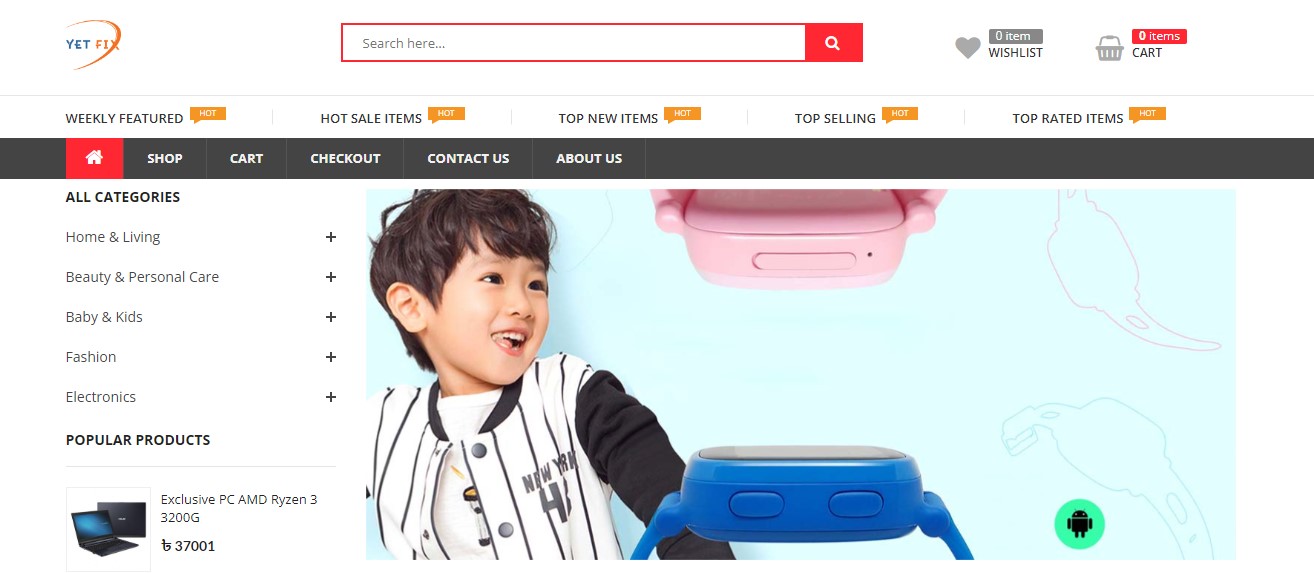 YET FIX
Search here...
0 item
WISHLIST
0 items
CART
WEEKLY FEATURED HOT
HOT SALE ITEMS HOT
TOP NEW ITEMS HOT
TOP SELLING HOT
TOP RATED ITEMS HOT
SHOP CART CHECKOUT CONTACT US ABOUT US
ALL CATEGORIES
Home & Living +
Beauty & Personal Care +
Baby & Kids +
Fashion +
Electronics +
POPULAR PRODUCTS
Exclusive PC AMD Ryzen 3
3200G
৳ 37001
NEW YRK
4